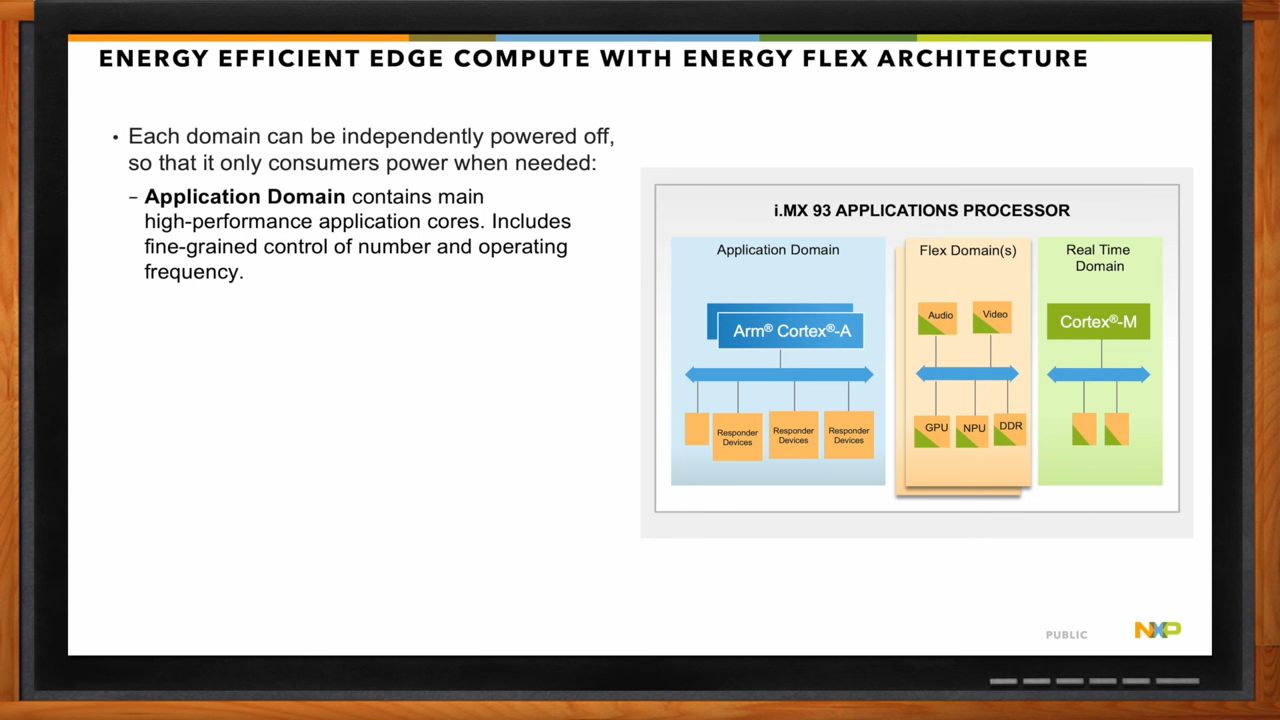 ENERGY EFFICIENT EDGE COMPUTE WITH ENERGY FLEX ARCHITECTURE
• Each domain can be independently powered off,
so that it only consumers power when needed:
– Application Domain contains main
high-performance application cores. Includes
fine-grained control of number and operating
frequency.
i.MX 93 APPLICATIONS PROCESSOR
Application Domain
Arm® Cortex®-A
Responder
Devices
Responder
Devices
Responder
Devices
Flex Domain(s)
Audio
Video
GPU
NPU
DDR
Real Time
Domain
Cortex®-M
PUBLIC
NXP